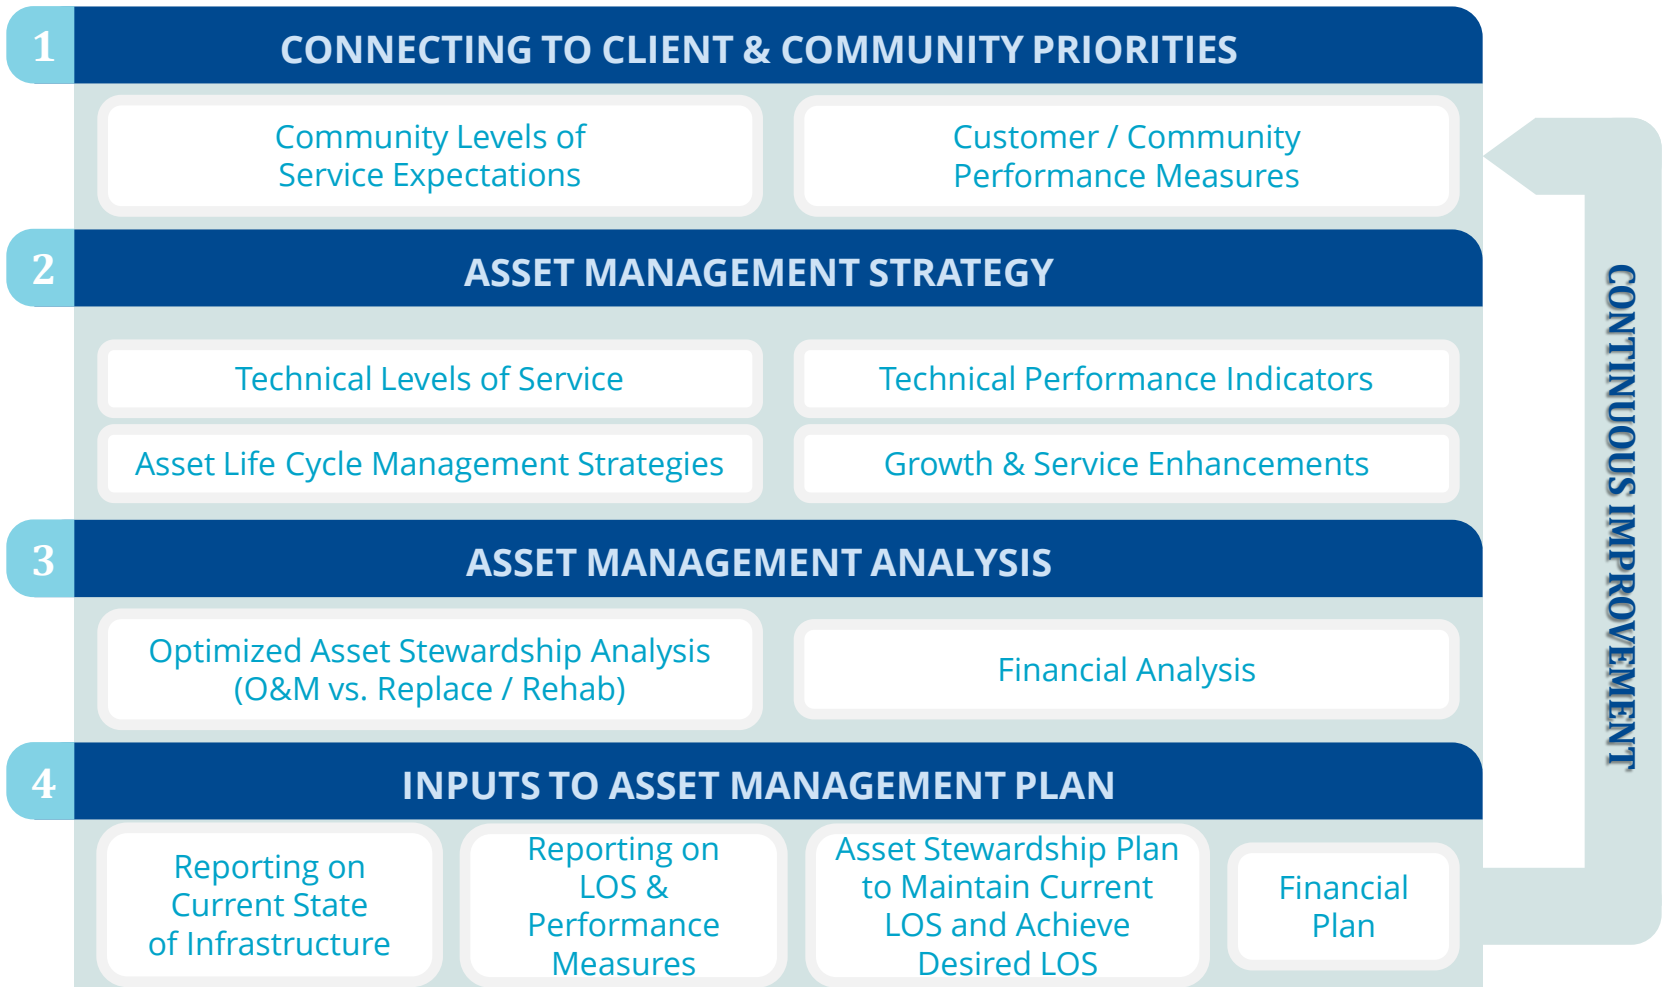 1
CONNECTING TO CLIENT & COMMUNITY PRIORITIES
Community Levels of
Service Expectations
Customer / Community
Performance Measures
2
ASSET MANAGEMENT STRATEGY
Technical Levels of Service
Technical Performance Indicators
Asset Life Cycle Management Strategies
Growth & Service Enhancements
3
ASSET MANAGEMENT ANALYSIS
Optimized Asset Stewardship Analysis
(O&M vs. Replace / Rehab)
Financial Analysis
4
INPUTS TO ASSET MANAGEMENT PLAN
Reporting on
Current State
of Infrastructure
Reporting on
LOS &
Performance
Measures
Asset Stewardship Plan
to Maintain Current
LOS and Achieve
Desired LOS
Financial
Plan
CONTINUOUS IMPROVEMENT